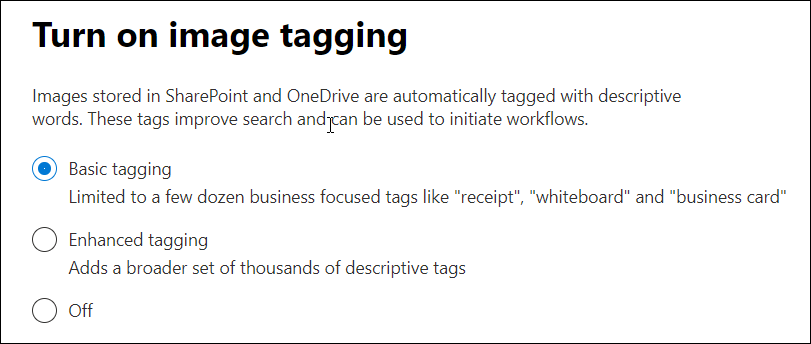 Turn on image tagging
Images stored in SharePoint and OneDrive are automatically tagged with descriptive
words. These tags improve search and can be used to initiate workflows.
Basic tagging
Limited to a few dozen business focused tags like "receipt", "whiteboard" and "business card"
Enhanced tagging
Adds a broader set of thousands of descriptive tags
Off